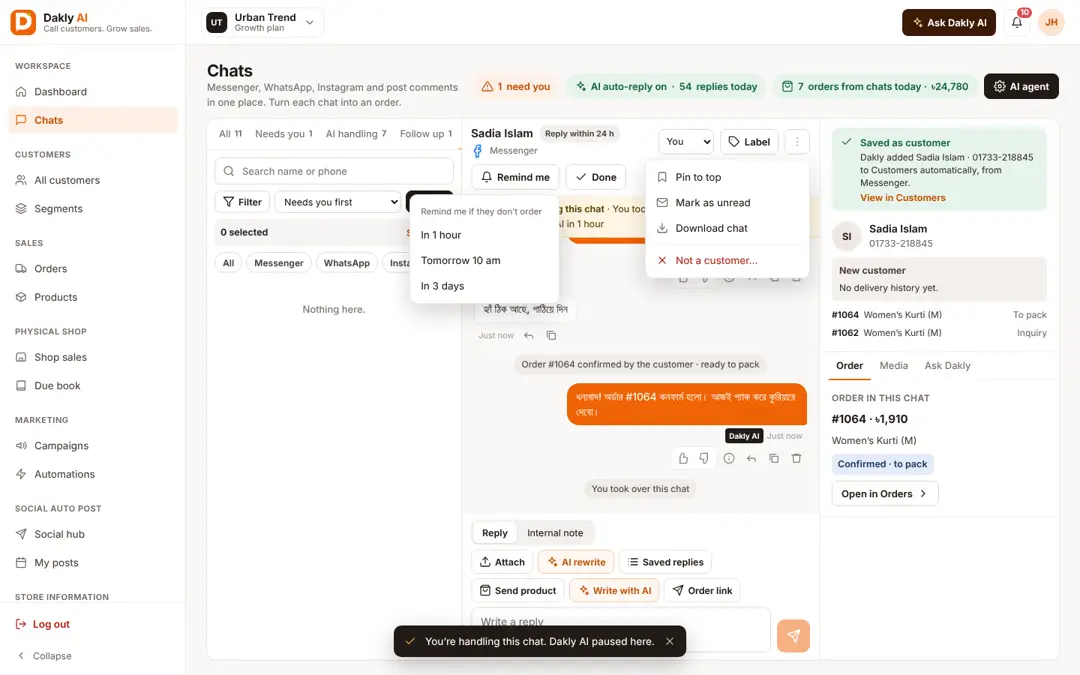 Dakly AI
Call customers. Grow sales.
UT
Urban Trend
Growth plan
Ask Dakly AI
10
JH
WORKSPACE
Dashboard
Chats
CUSTOMERS
All customers
Segments
SALES
Orders
Products
PHYSICAL SHOP
Shop sales
Due book
MARKETING
Campaigns
Automations
SOCIAL AUTO POST
Social hub
My posts
STORE INFORMATION
Log out
Collapse
Chats
Messenger, WhatsApp, Instagram and post comments
in one place. Turn each chat into an order.
1 need you
AI auto-reply on · 54 replies today
7 orders from chats today · ৳24,780
AI agent
All 11
Needs you 1
AI handling 7
Follow up 1
Search name or phone
Filter
Needs you first
0 selected
All
Messenger
WhatsApp
Nothing here.
Remind me if they don't order
In 1 hour
Tomorrow 10 am
In 3 days
Sadia Islam
Reply within 24 h
Messenger
You
Label
Remind me
Done
this chat · You
in 1 hour
Pin to top
Mark as unread
Download chat
Not a customer...
হ্যাঁ ঠিক আছে, পাঠিয়ে দিন
Just now
Order #1064 confirmed by the customer · ready to pack
ধন্যবাদ! অর্ডার #1064 কনফার্ম হলো। আজই প্যাক করে কুরিয়ারে
দেবো।
Dakly AI
Just now
You took over this chat
Reply
Internal note
Attach
AI rewrite
Saved replies
Send product
Write with AI
Order link
Write a reply
You're handling this chat. Dakly AI paused here.
Saved as customer
Dakly added Sadia Islam · 01733-218845
to Customers automatically, from
Messenger.
View in Customers
SI
Sadia Islam
01733-218845
New customer
No delivery history yet.
#1064 Women's Kurti (M)
To pack
#1062 Women's Kurti (M)
Inquiry
Order
Media
Ask Dakly
ORDER IN THIS CHAT
#1064 · ৳1,910
Women's Kurti (M)
Confirmed · to pack
Open in Orders